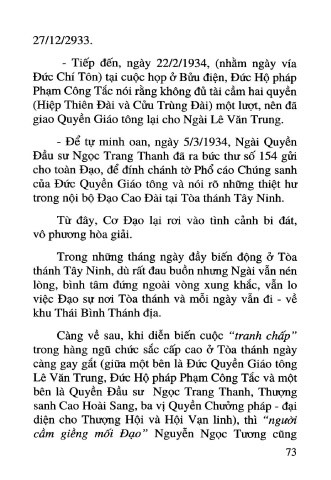 27/12/2933.
- Tiếp đến, ngày 22/2/1934, (nhằm ngày vía
Đức Chí Tôn) tại cuộc họp ở Bửu điện, Đức Hộ pháp
Phạm Công Tắc nói rằng không đủ tài cầm hai quyền
(Hiệp Thiên Đài và Cửu Trùng Đài) một lượt, nên đã
giao Quyền Giáo tông lại cho Ngài Lê Văn Trung.
- Để tự minh oan, ngày 5/3/1934, Ngài Quyền
Đầu sư Ngọc Trang Thanh đã ra bức thư số 154 gửi
cho toàn Đạo, để đính chánh tờ Phổ cáo Chúng sanh
của Đức Quyền Giáo tông và nói rõ những thiệt hư
trong nội bộ Đạo Cao Đài tại Tòa thánh Tây Ninh.
Từ đây, Cơ Đạo lại rơi vào tình cảnh bi đát,
vô phương hòa giải.
Trong những tháng ngày đầy biến động ở Tòa
thánh Tây Ninh, dù rất đau buồn nhưng Ngài vẫn nén
lòng, bình tâm đứng ngoài vòng xung khắc, vẫn lo
việc Đạo sự nơi Tòa thánh và mỗi ngày vẫn đi - về
khu Thái Bình Thánh địa.
Càng về sau, khi diễn biến cuộc “tranh chấp”
trong hàng ngũ chức sắc cấp cao ở Tòa thánh ngày
càng gay gắt (giữa một bên là Đức Quyền Giáo tông
Lê Văn Trung, Đức Hộ pháp Phạm Công Tắc và một
bên là Quyền Đầu sư Ngọc Trang Thanh, Thượng
sanh Cao Hoài Sang, ba vị Quyền Chưởng pháp - đại
diện cho Thượng Hội và Hội Vạn linh), thì “người
cầm giềng mối Đạo” Nguyễn Ngọc Tương cũng
73